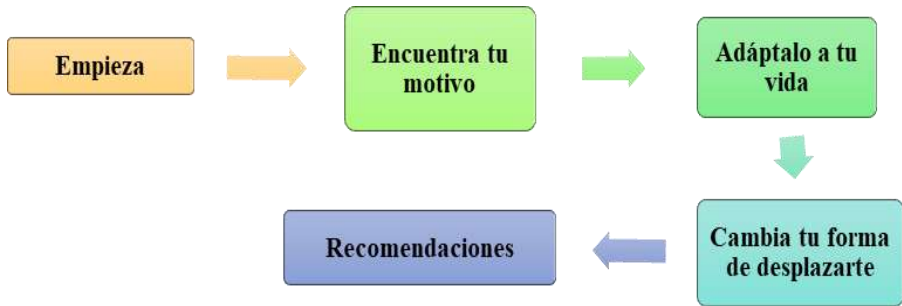 Empieza
Encuentra tu
motivo
Adáptalo a tu
vida
Cambia tu forma
de desplazarte
Recomendaciones